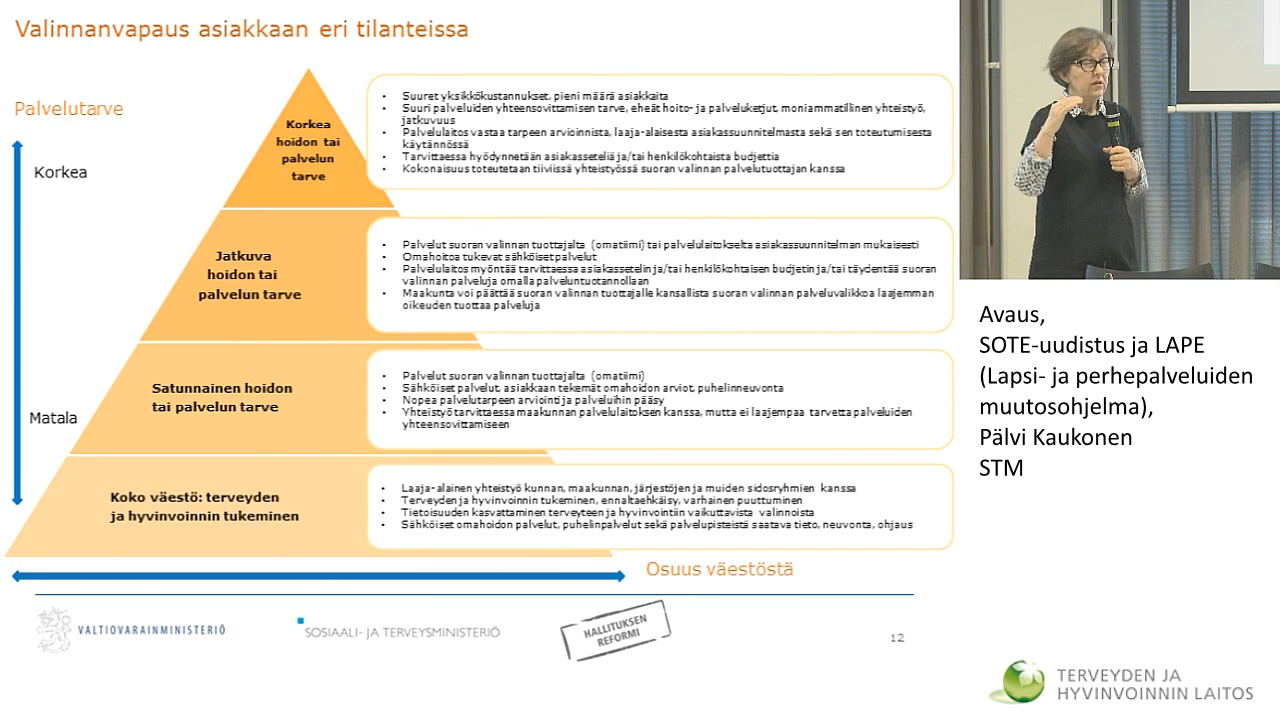 Valinnanvapaus asiakkaan eri tilanteissa
Palvelutarve
Korkea
Matala
Korkea
hoidon tai
palvelun
tarve
• Suuret yksikkökustannukset, pieni määrä asiakkaita
• Suuri palveluiden yhteensovittamisen tarve, eheät hoito- ja palveluketjut, moniammatillinen yhteistyö,
jatkuvuus
• Palvelulaitos vastaa tarpeen arvioinnista, laaja-alaisesta asiakassuunnitelmasta sekä sen toteutumisesta
käytännössä
• Tarvittaessa hyödynnetään asiakasseteliä ja/tai henkilökohtaista budjettia
• Kokonaisuus toteutetaan tiiviissä yhteistyössä suoran valinnan palvelutuottajan kanssa
Jatkuva
hoidon tai
palvelun tarve
• Palvelut suoran valinnan tuottajalta (omatiimi) tai palvelulaitokselta asiakassuunnitelman mukaisesti
• Omahoitoa tukevat sähköiset palvelut
• Palvelulaitos myöntää tarvittaessa asiakassetelin ja/tai henkilökohtaisen budjetin ja/tai täydentää suoran
valinnan palveluja omalla palveluntuotannollaan
• Maakunta voi päättää suoran valinnan tuottajalle kansallista suoran valinnan palveluvalikkoa laajemman
oikeuden tuottaa palveluja
Satunnainen hoidon
tai palvelun tarve
• Palvelut suoran valinnan tuottajalta (omatiimi)
• Sähköiset palvelut, asiakkaan tekemät omahoidon arviot, puhelinneuvonta
• Nopea palvelutarpeen arviointi ja palveluihin pääsy
• Yhteistyö tarvittaessa maakunnan palvelulaitoksen kanssa, mutta ei laajempaa tarvetta palveluiden
yhteensovittamiseen
Koko väestö: terveyden
ja hyvinvoinnin tukeminen
• Laaja-alainen yhteistyö kunnan, maakunnan, järjestöjen ja muiden sidosryhmien kanssa
• Terveyden ja hyvinvoinnin tukeminen, ennaltaehkäisy, varhainen puuttuminen
• Tietoisuuden kasvattaminen terveyteen ja hyvinvointiin vaikuttavista valinnoista
• Sähköiset omahoidon palvelut, puhelinpalvelut sekä palvelupisteistä saatava tieto, neuvonta, ohjaus
Osuus väestöstä
VALTIOVARAINMINISTERIÖ
SOSIAALI- JA TERVEYSMINISTERIÖ
HALLITUKSEN
REFORMI
12
Avaus,
SOTE-uudistus ja LAPE
(Lapsi- ja perhepalveluiden
muutosohjelma),
Pälvi Kaukonen
STM
TERVEYDEN JA
HYVINVOINNIN LAITOS